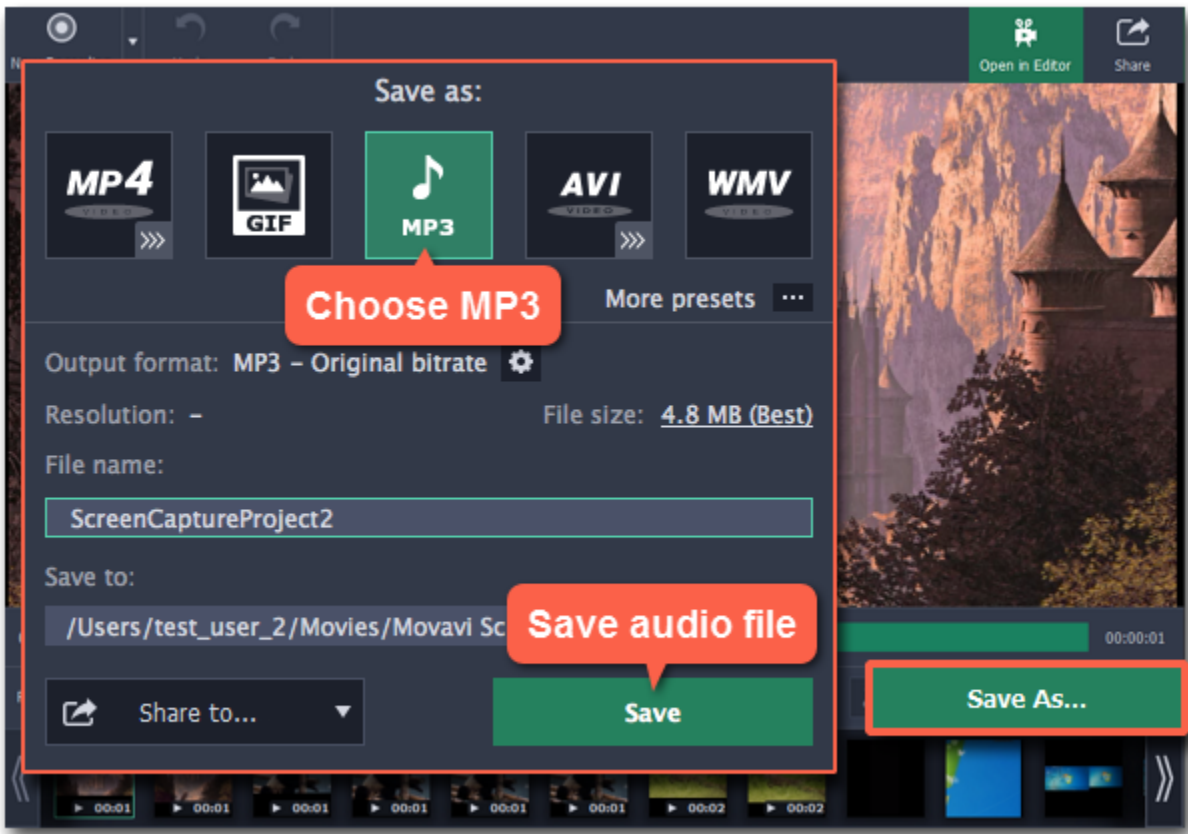 Open in Editor
Share
Save as:
MP4
VIDEO
GIF
MP3
AVI
VIDEO
WMV
VIDEO
Choose MP3
More presets ...
Output format: MP3 – Original bitrate
Resolution: –
File size: 4.8 MB (Best)
File name:
ScreenCaptureProject2
Save to:
/Users/test_user_2/Movies/Movavi Sc
Save audio file
00:00:01
Share to...
Save
Save As...
00:01
00:01
00:01
00:01
00:01
00:01
00:02
00:02